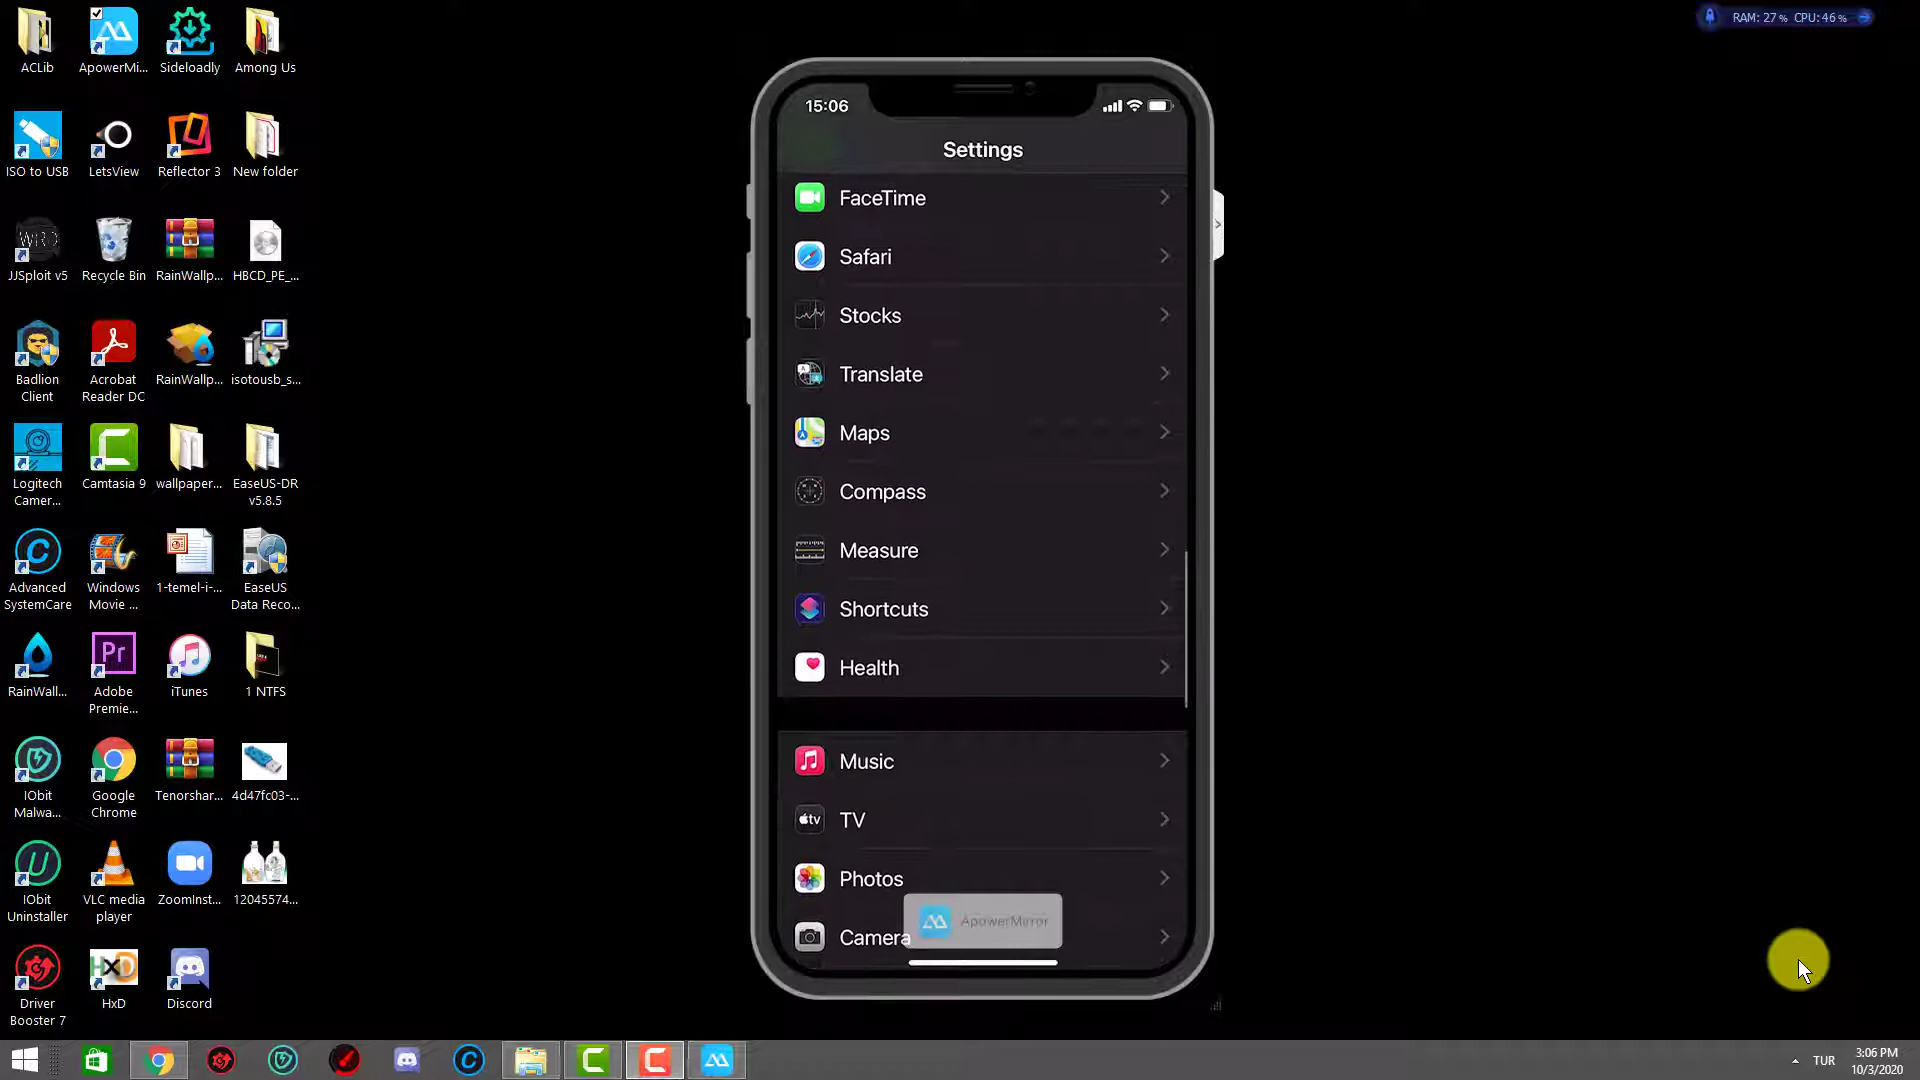 RAM: 27 % CPU: 46 %
ACLib
ApowerMi...
Sideloadly
Among Us
ISO to USB
LetsView
Reflector 3
New folder
JJSploit v5
Recycle Bin
RainWallp...
HBCD_PE_...
Badlion
Client
Acrobat
Reader DC
RainWallp...
isotousb_s...
Logitech
Camer...
Camtasia 9
wallpaper...
EaseUS-DR
v5.8.5
Advanced
SystemCare
Windows
Movie ...
1-temel-i-...
EaseUS
Data Reco...
RainWall...
Adobe
Premie...
iTunes
1 NTFS
IObit
Malwa...
Google
Chrome
Tenorshar...
4d47fc03-...
IObit
Uninstaller
VLC media
player
ZoomInst...
12045574...
Driver
Booster 7
HxD
Discord
15:06
Settings
FaceTime
Safari
Stocks
Translate
Maps
Compass
Measure
Shortcuts
Health
Music
TV
Photos
Camera
ApowerMirror
TUR
3:06 PM
10/3/2020